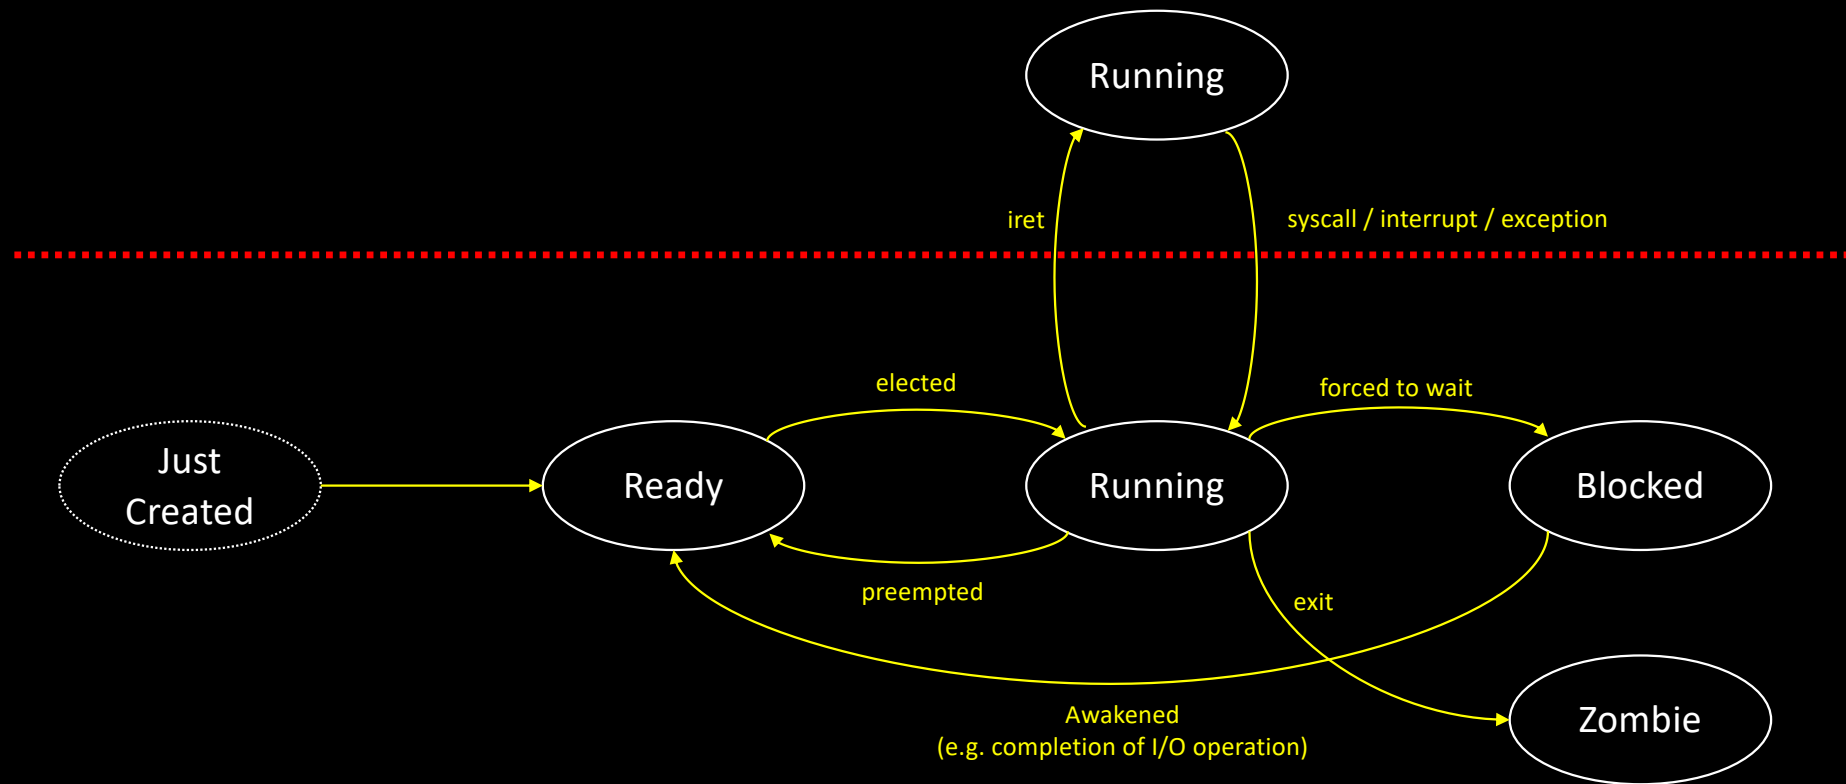 Running
iret
syscall / interrupt / exception
elected
forced to wait
Just
Created
Ready
Running
Blocked
preempted
exit
Awakened
(e.g. completion of I/O operation)
Zombie